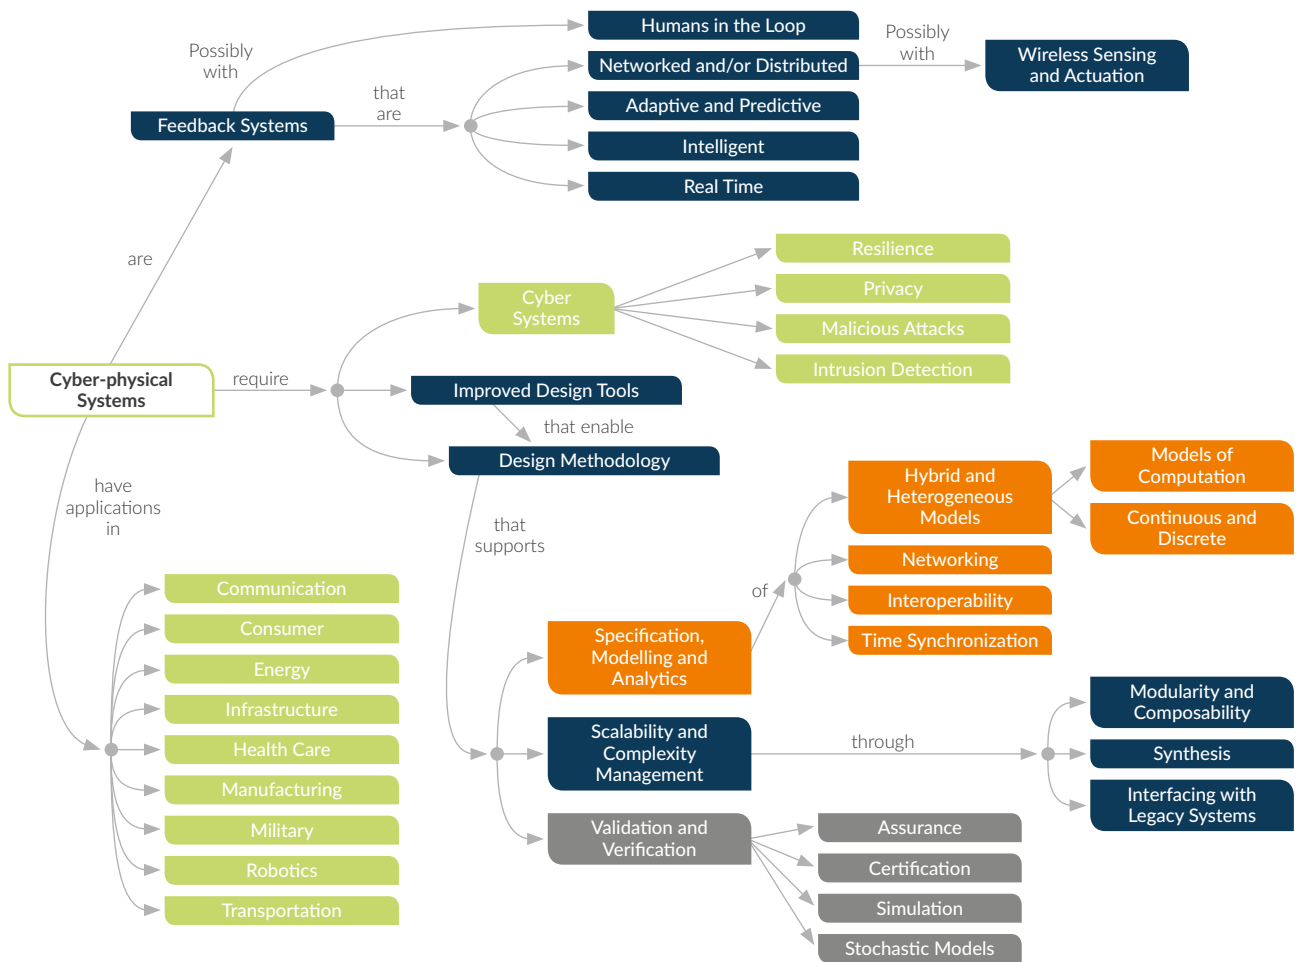 Humans in the Loop
Possibly
with
Networked and/or Distributed
Possibly
with
Wireless Sensing
and Actuation
that
are
Adaptive and Predictive
Feedback Systems
Intelligent
Real Time
are
Resilience
Cyber
Systems
Privacy
Malicious Attacks
Intrusion Detection
Cyber-physical
Systems
require
Improved Design Tools
that enable
Design Methodology
have
applications
in
that
supports
Hybrid and
Heterogeneous
Models
Models of
Computation
Continuous and
Discrete
Networking
of
Interoperability
Time Synchronization
Communication
Consumer
Energy
Infrastructure
Health Care
Manufacturing
Military
Robotics
Transportation
Specification,
Modelling and
Analytics
Scalability and
Complexity
Management
through
Modularity and
Composability
Synthesis
Interfacing with
Legacy Systems
Validation and
Verification
Assurance
Certification
Simulation
Stochastic Models